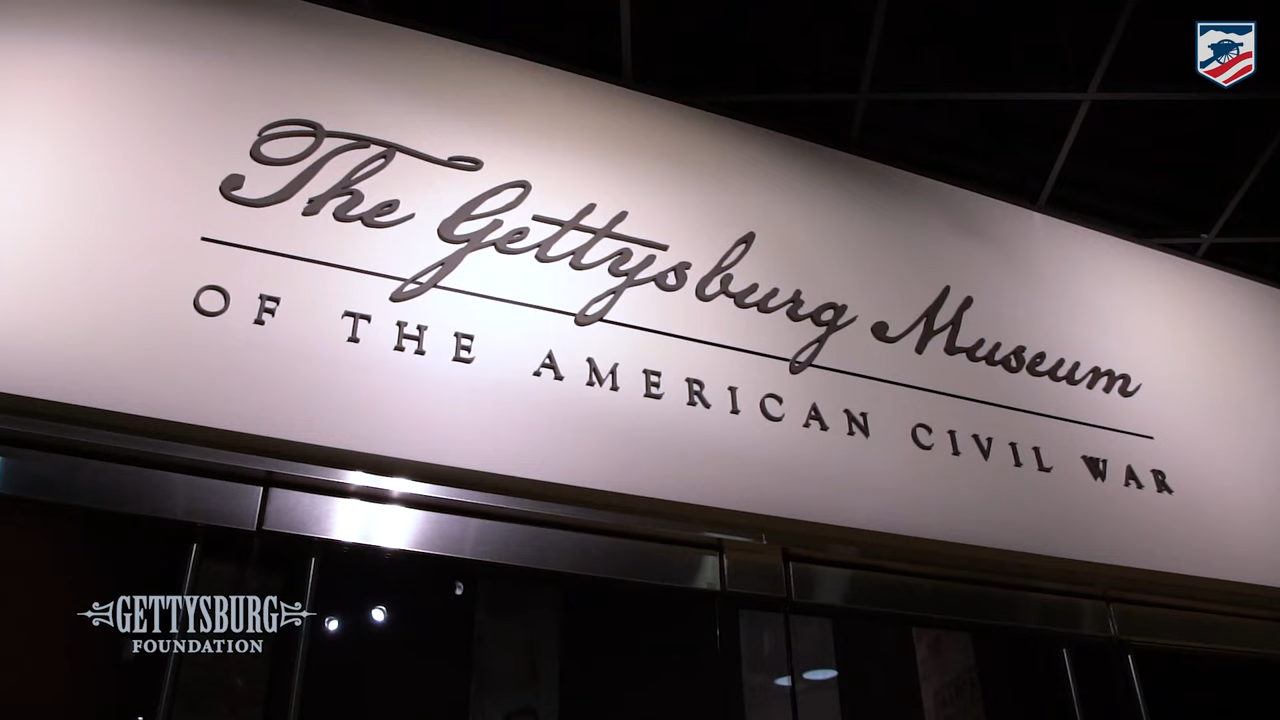 The Gettysburg Museum
OF THE AMERICAN CIVIL WAR
GETTYSBURG
FOUNDATION